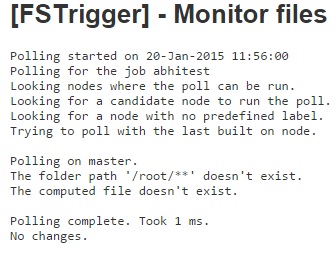 [FSTrigger] - Monitor files
Polling started on 20-Jan-2015 11:56:00
Polling for the job abhitest
Looking nodes where the poll can be run.
Looking for a candidate node to run the poll.
Looking for a node with no predefined label.
Trying to poll with the last built on node.
Polling on master.
The folder path '/root/**' doesn't exist.
The computed file doesn't exist.
Polling complete. Took 1 ms.
No changes.